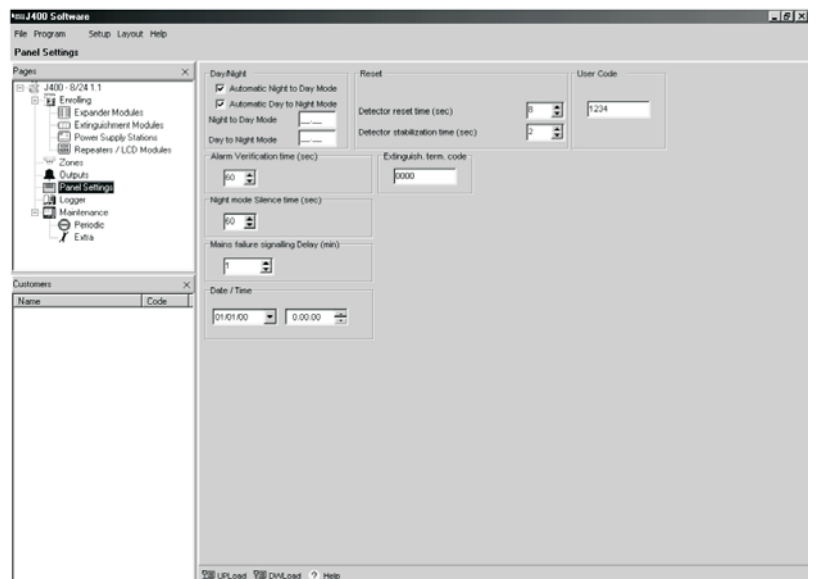 J400 Software
File Program Setup Layout Help
Panel Settings
Pages
J400 - 8/24 1.1
Enrolling
Expander Modules
Extinguishment Modules
Power Supply Stations
Repeaters / LCD Modules
Zones
Outputs
Panel Settings
Logger
Maintenance
Periodic
Extra
Customers
Name Code
Day/Night
Automatic Night to Day Mode
Automatic Day to Night Mode
Night to Day Mode __.__
Day to Night Mode __.__
Reset
Detector reset time (sec) 8
Detector stabilization time (sec) 2
User Code
1234
Alarm Verification time (sec)
60
Extinguish. term. code
0000
Night mode Silence time (sec)
60
Mains failure signalling Delay (min)
1
Date / Time
01/01/00 0.00.00
UPLoad DWLoad ? Help